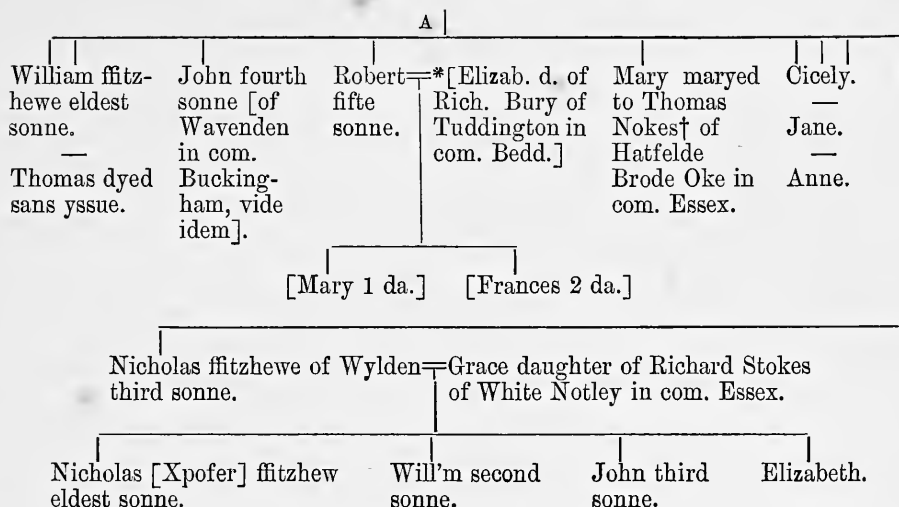 A
William ffitz-
hewe eldest
sonne.
—
Thomas dyed
sans yssue.
John fourth
sonne [of
Wavenden
in com.
Bucking-
ham, vide
idem].
Robert
fifte
sonne.
*[Elizab. d. of
Rich. Bury of
Tuddington in
com. Bedd.]
Mary maryed
to Thomas
Nokes† of
Hatfelde
Brode Oke in
com. Essex.
Cicely.
—
Jane.
—
Anne.
[Mary 1 da.] [Frances 2 da.]
Nicholas ffitzhewe of Wylden
third sonne.
Grace daughter of Richard Stokes
of White Notley in com. Essex.
Nicholas [Xpofer] ffitzhew
eldest sonne.
Will'm second
sonne.
John third
sonne.
Elizabeth.